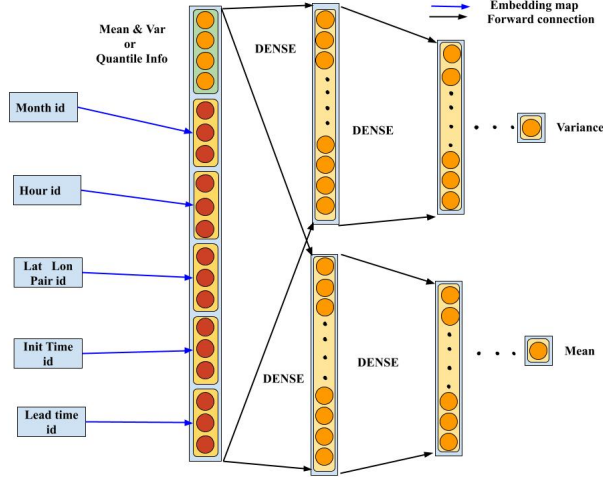 Embedding map
Forward connection
Mean & Var
or
Quantile Info
DENSE
Month id
DENSE
Variance
Hour id
Lat Lon
Pair id
Init Time
id
DENSE
DENSE
Mean
Lead time
id